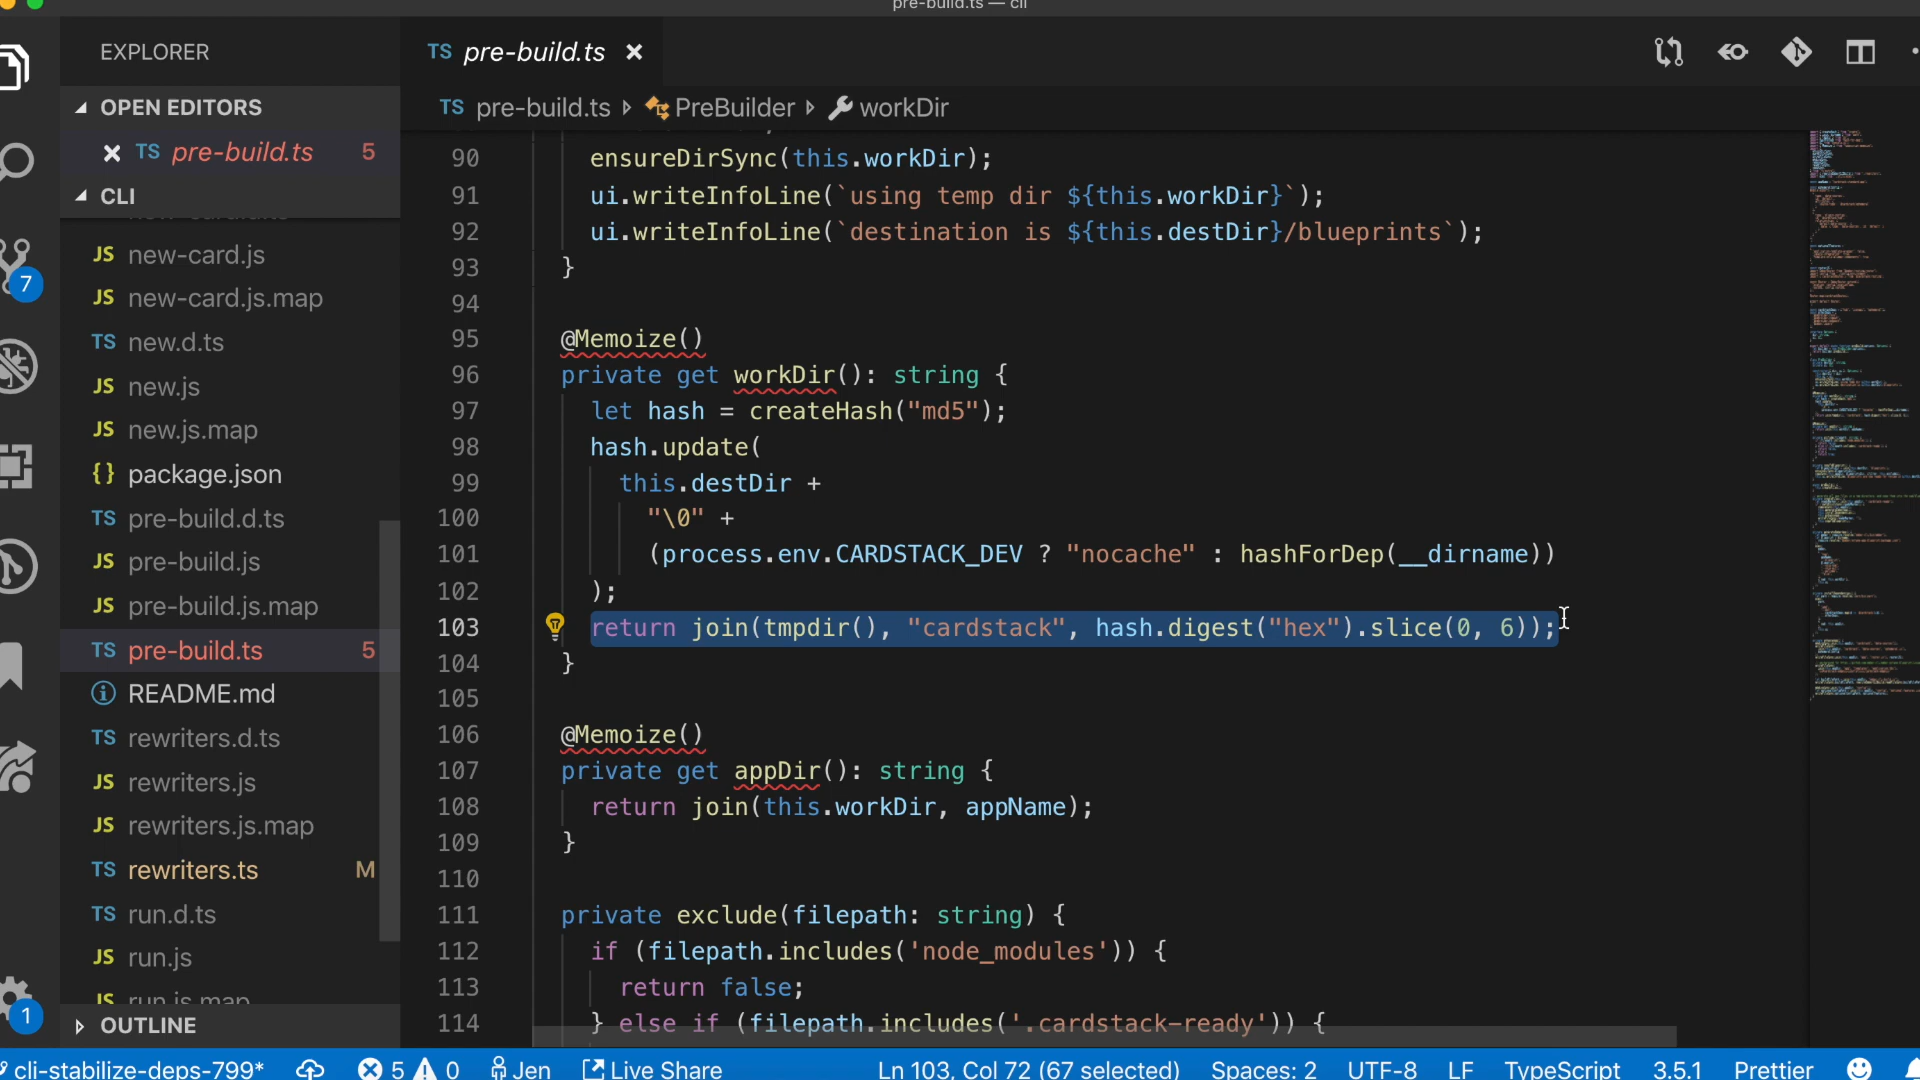 pre-build.ts — cli
EXPLORER
TS pre-build.ts ×
OPEN EDITORS
TS pre-build.ts > PreBuilder > workDir
× TS pre-build.ts 5
CLI
JS new-card.js
JS new-card.js.map
TS new.d.ts
JS new.js
JS new.js.map
{} package.json
TS pre-build.d.ts
JS pre-build.js
JS pre-build.js.map
TS pre-build.ts 5
README.md
TS rewriters.d.ts
JS rewriters.js
JS rewriters.js.map
TS rewriters.ts M
TS run.d.ts
JS run.js
JS run.js.map
OUTLINE
7
1
90 ensureDirSync(this.workDir);
91 ui.writeInfoLine(`using temp dir ${this.workDir}`);
92 ui.writeInfoLine(`destination is ${this.destDir}/blueprints`);
93 }
94
95 @Memoize()
96 private get workDir(): string {
97 let hash = createHash("md5");
98 hash.update(
99 this.destDir +
100 "\0" +
101 (process.env.CARDSTACK_DEV ? "nocache" : hashForDep(__dirname))
102 );
103 return join(tmpdir(), "cardstack", hash.digest("hex").slice(0, 6));
104 }
105
106 @Memoize()
107 private get appDir(): string {
108 return join(this.workDir, appName);
109 }
110
111 private exclude(filepath: string) {
112 if (filepath.includes('node_modules')) {
113 return false;
114 } else if (filepath.includes('.cardstack-ready')) {
cli-stabilize-deps-799* 5 0 Jen Live Share Ln 103, Col 72 (67 selected) Spaces: 2 UTF-8 LF TypeScript 3.5.1 Prettier